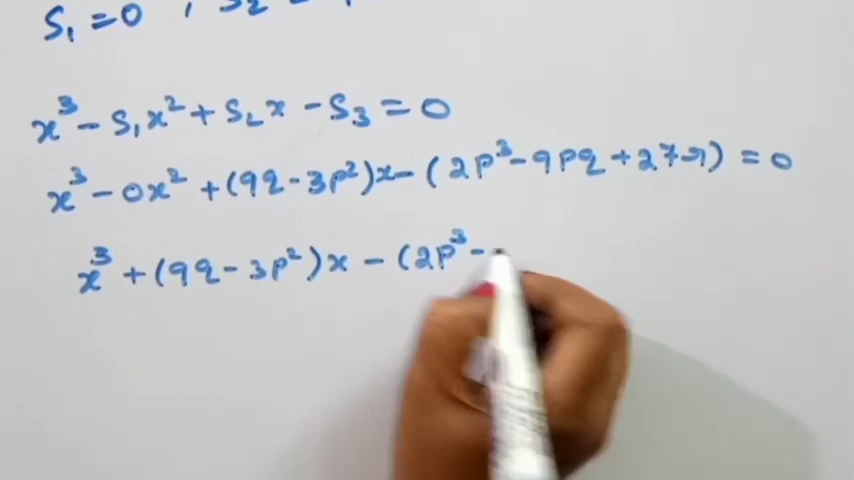 S₁ = 0 , S₂ =
x³ - S₁x² + S₂x - S₃ = 0
x³ - 0x² + (9q - 3p²)x - (2p³ - 9pq + 27r) = 0
x³ + (9q - 3p²)x - (2p³ -